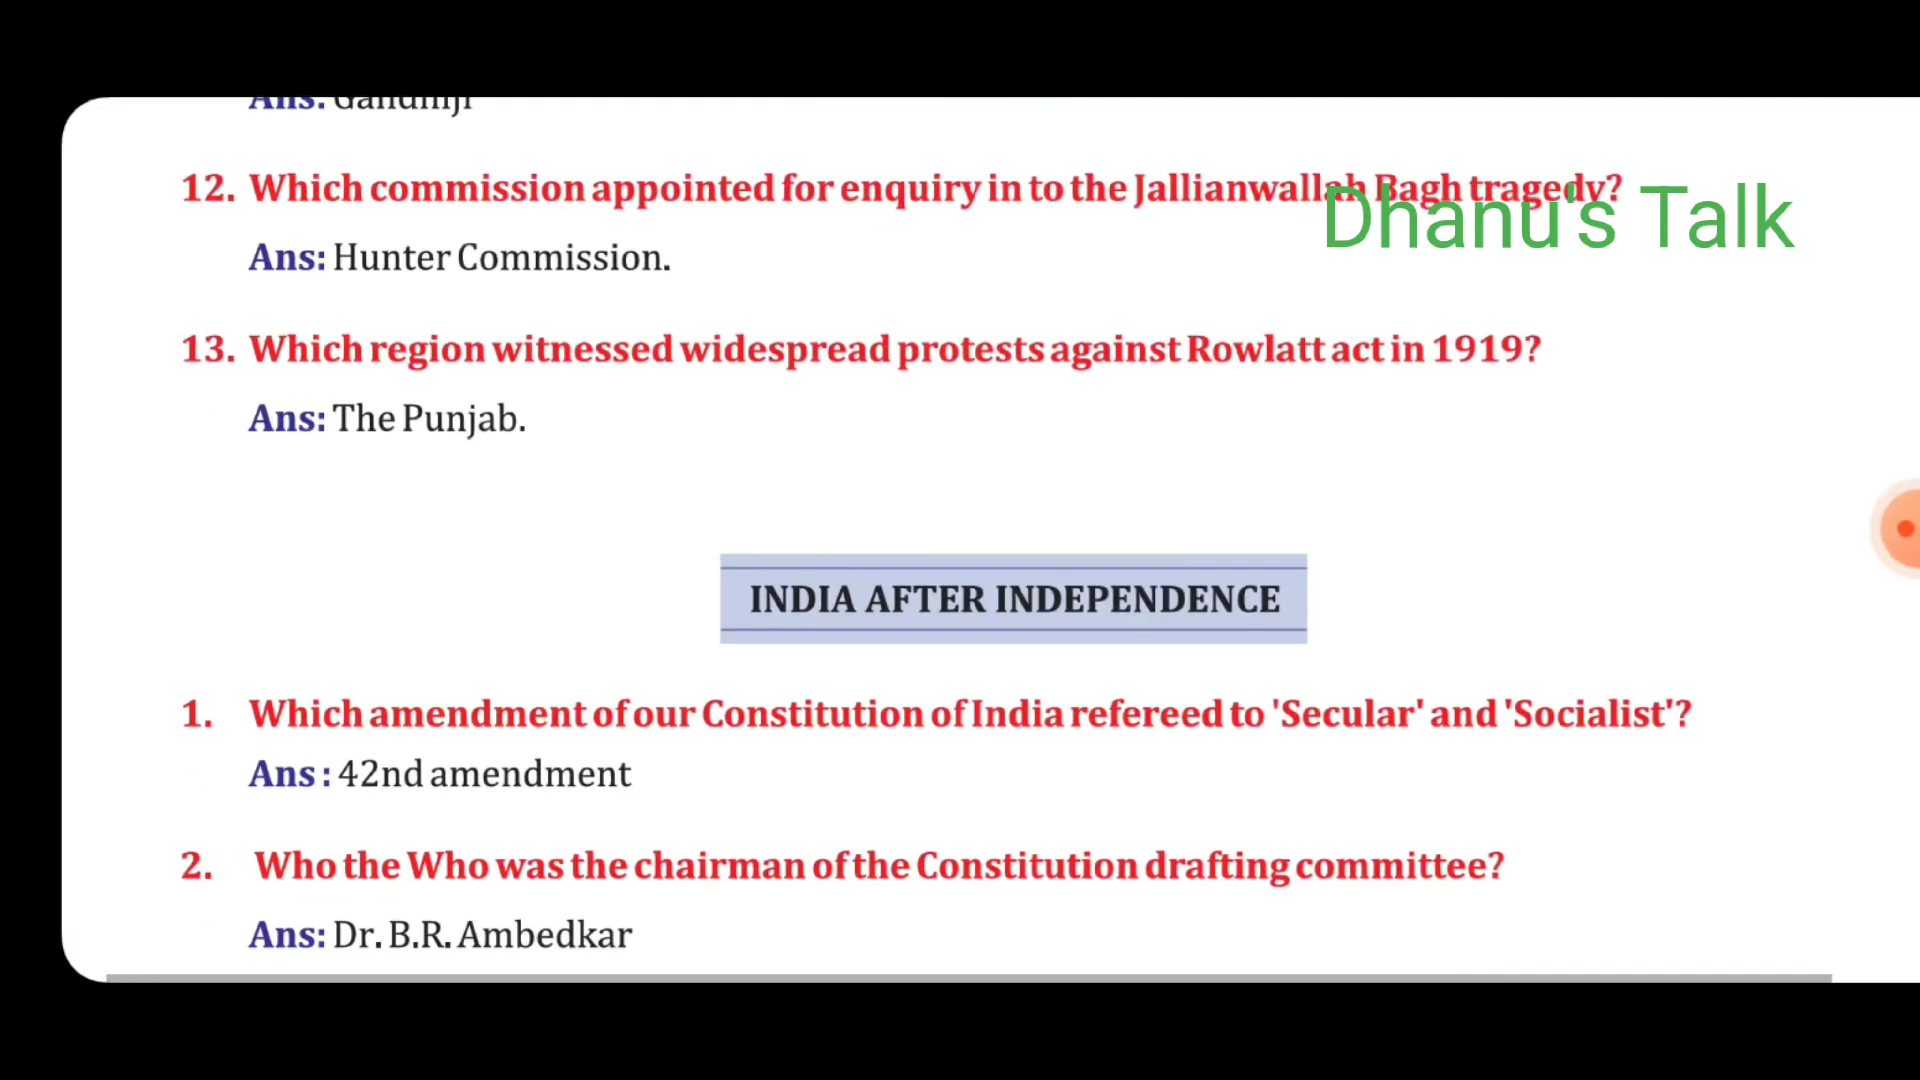 Ans: Gandhiji
12. Which commission appointed for enquiry in to the Jallianwallah Bagh tragedy?
Dhanu's Talk
Ans: Hunter Commission.
13. Which region witnessed widespread protests against Rowlatt act in 1919?
Ans: The Punjab.
INDIA AFTER INDEPENDENCE
1. Which amendment of our Constitution of India refereed to 'Secular' and 'Socialist'?
Ans : 42nd amendment
2. Who the Who was the chairman of the Constitution drafting committee?
Ans: Dr. B.R. Ambedkar